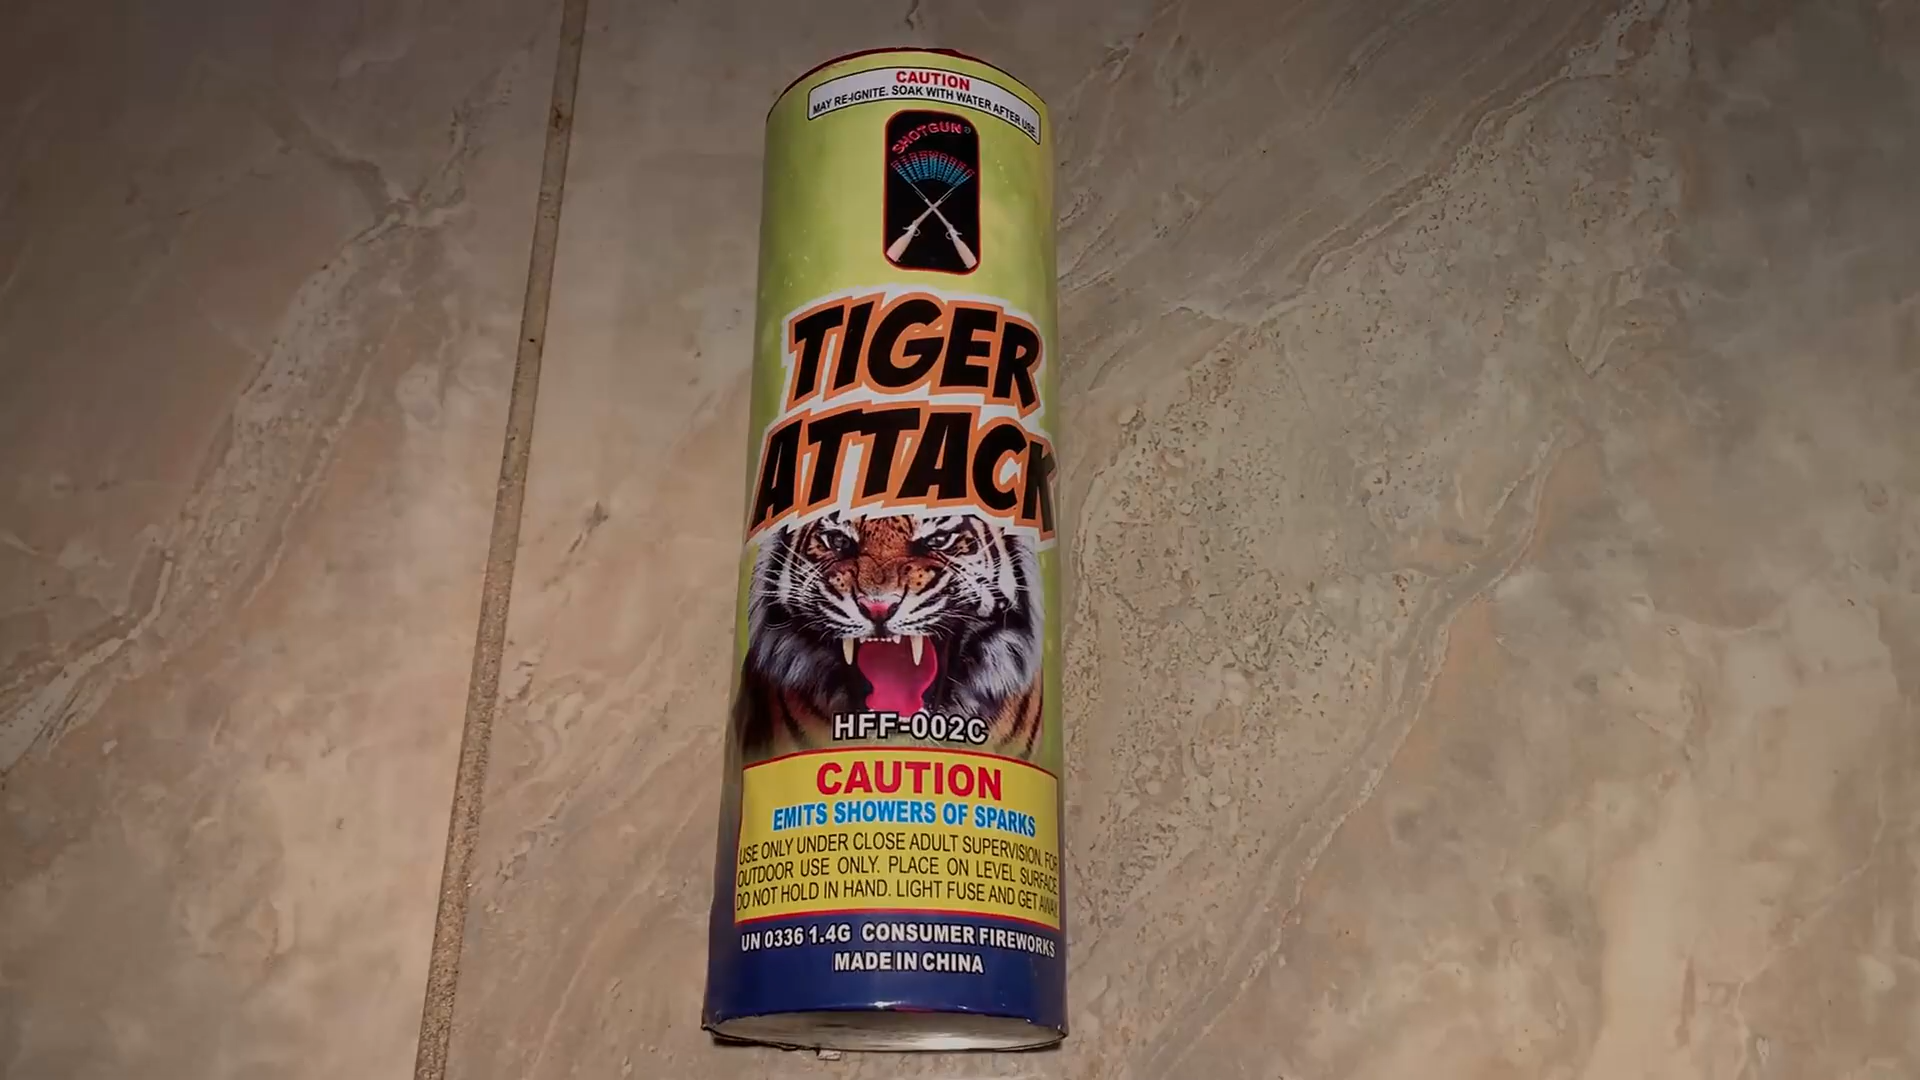 CAUTION
MAY RE-IGNITE. SOAK WITH WATER AFTER USE.
SHOTGUN®
TIGER
ATTACK
HFF-002C
CAUTION
EMITS SHOWERS OF SPARKS
USE ONLY UNDER CLOSE ADULT SUPERVISION. FOR
OUTDOOR USE ONLY. PLACE ON LEVEL SURFACE.
DO NOT HOLD IN HAND. LIGHT FUSE AND GET AWAY.
UN 0336 1.4G CONSUMER FIREWORKS
MADE IN CHINA